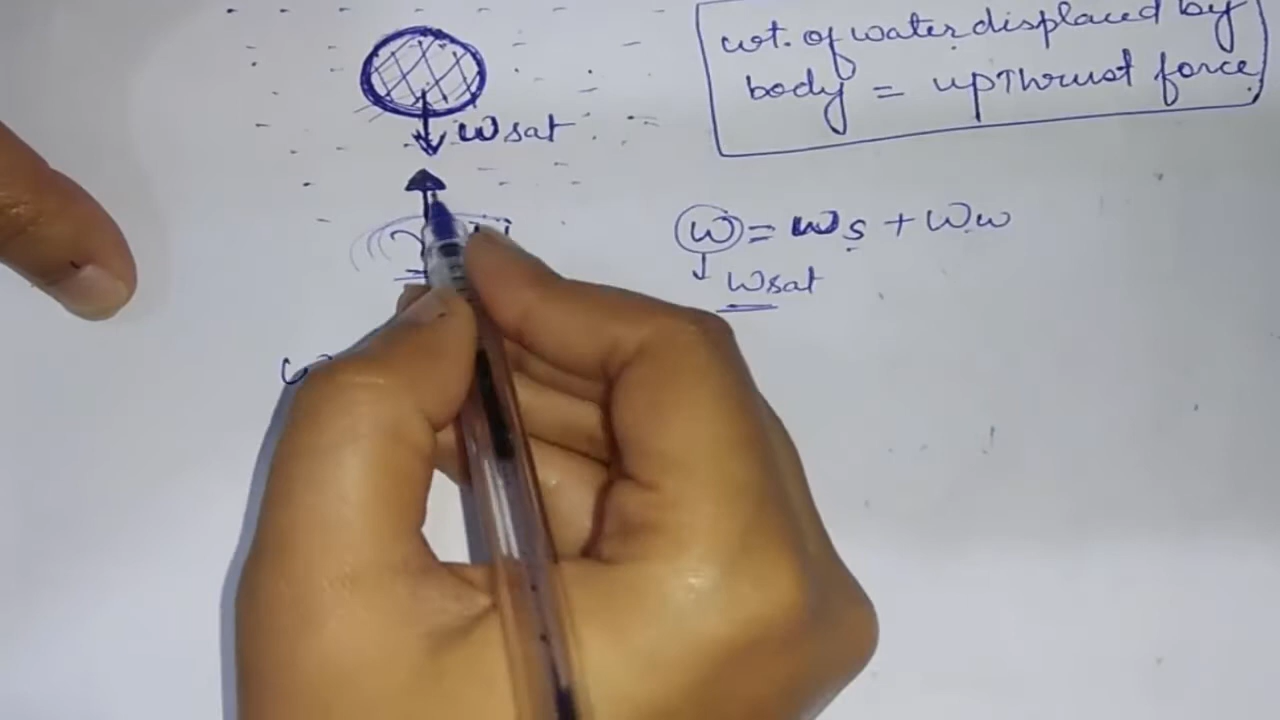 wt. of water displaced by
body = upthrust force
Wsat
W = Ws + Ww
Wsat